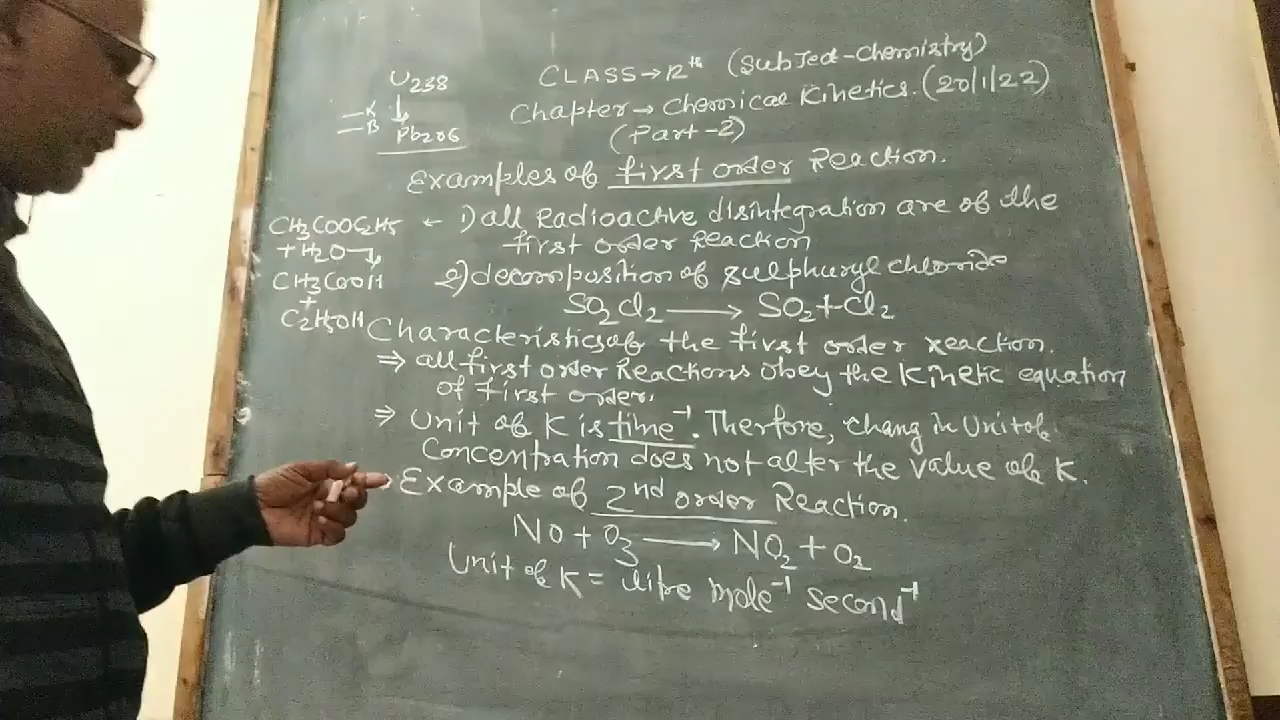 U238
— K ↓
— B Pb206
CLASS → 12th (SubJect-Chemistry)
Chapter → Chemical Kinetics. (20/1/22)
(Part-2)
Examples of first order Reaction.
CH3COOC2H5 ←
+ H2O →
CH3COOH
+
C2H5OH
1) all Radioactive disintegration are of the
first order Reaction
2) decomposition of sulphuryl chloride
SO2Cl2 → SO2 + Cl2
Characteristics of the first order reaction.
⇒ all first order Reactions obey the Kinetic equation
of first order.
⇒ Unit of K is time⁻¹. Therfore, chang in Unit of
Concentration does not alter the value of K.
Example of 2nd order Reaction.
NO + O3 → NO2 + O2
Unit of K = litre mole⁻¹ second⁻¹